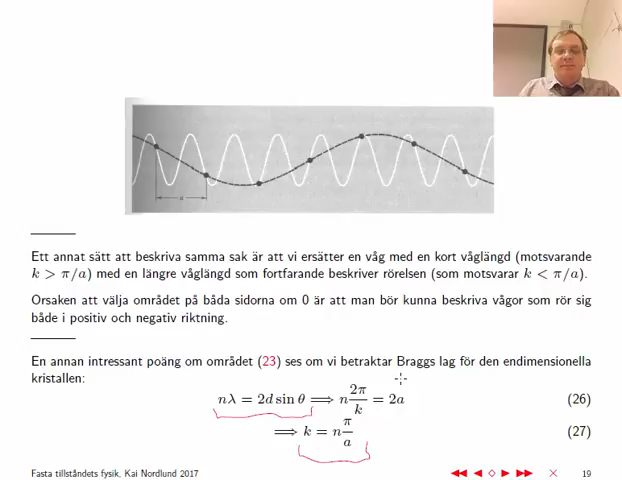 a
Ett annat sätt att beskriva samma sak är att vi ersätter en våg med en kort våglängd (motsvarande
k > π/a) med en längre våglängd som fortfarande beskriver rörelsen (som motsvarar k < π/a).
Orsaken att välja området på båda sidorna om 0 är att man bör kunna beskriva vågor som rör sig
både i positiv och negativ riktning.
En annan intressant poäng om området (23) ses om vi betraktar Braggs lag för den endimensionella
kristallen:
nλ = 2d sin θ ⟹ n 2π/k = 2a (26)
⟹ k = n π/a (27)
Fasta tillståndets fysik, Kai Nordlund 2017 19